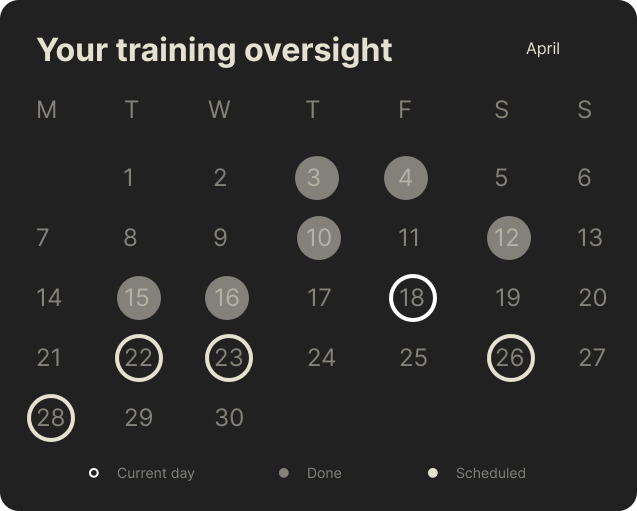 Your training oversight April
M T W T F S S
1 2 3 4 5 6
7 8 9 10 11 12 13
14 15 16 17 18 19 20
21 22 23 24 25 26 27
28 29 30
Current day Done Scheduled